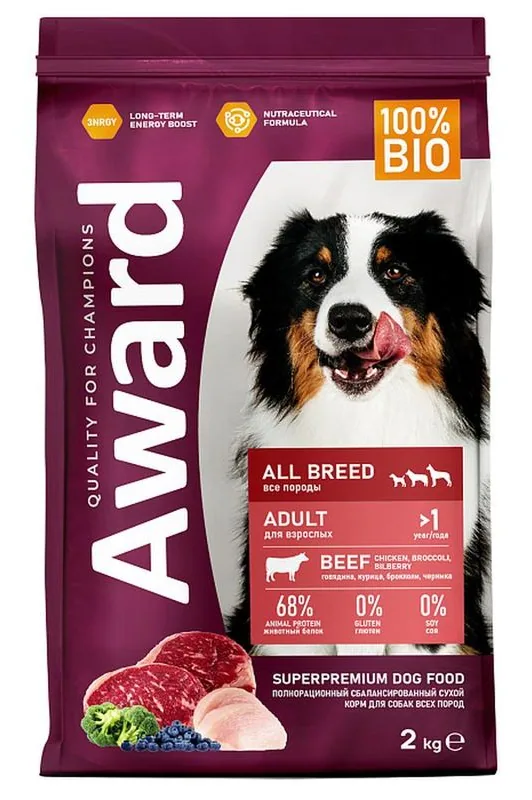 3NRGY
LONG-TERM
ENERGY BOOST
NUTRACEUTICAL
FORMULA
100%
BIO
QUALITY FOR CHAMPIONS
Award
ALL BREED
все породы
ADULT
для взрослых
>1
year/года
BEEF CHICKEN, BROCCOLI,
BILBERRY
говядина, курица, брокколи, черника
68%
ANIMAL PROTEIN
животный белок
0%
GLUTEN
глютен
0%
SOY
соя
SUPERPREMIUM DOG FOOD
ПОЛНОРАЦИОННЫЙ СБАЛАНСИРОВАННЫЙ СУХОЙ
КОРМ ДЛЯ СОБАК ВСЕХ ПОРОД
2 kg ℮